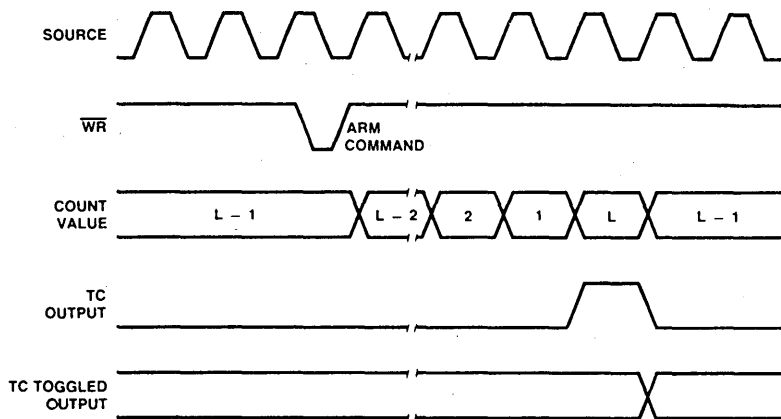 SOURCE
WR
ARM
COMMAND
COUNT
VALUE
L – 1
L – 2
2
1
L
L – 1
TC
OUTPUT
TC TOGGLED
OUTPUT